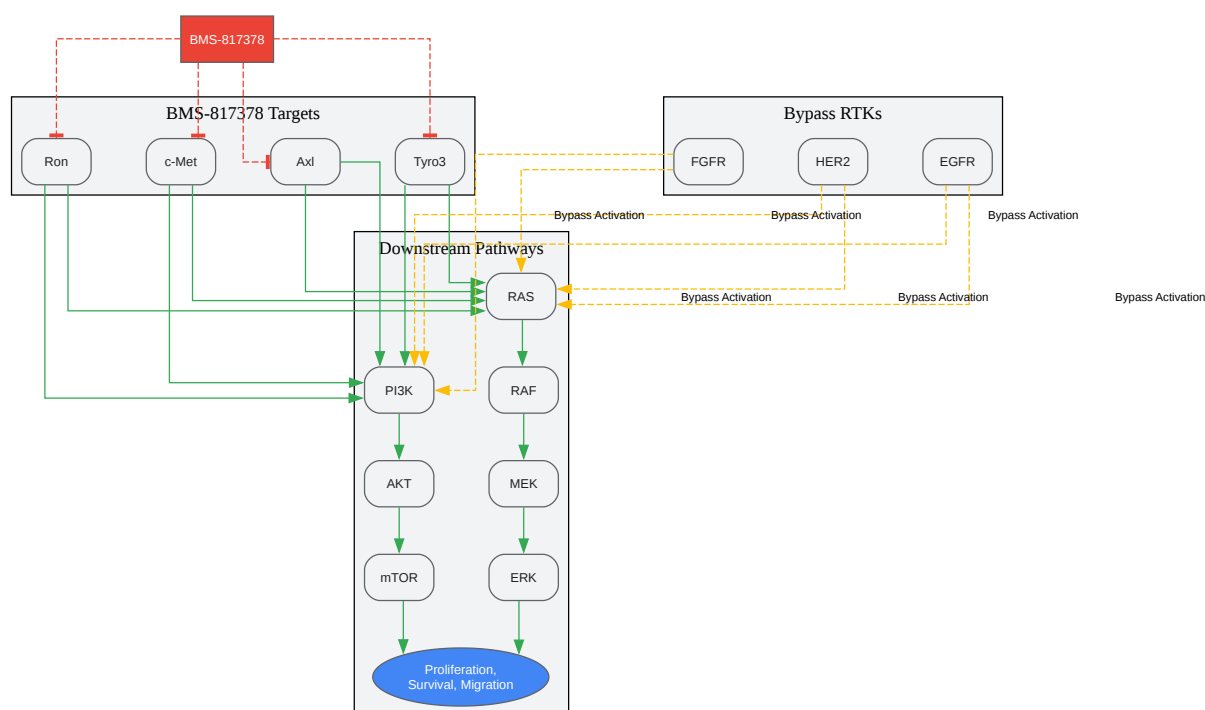 BMS-817378
BMS-817378 Targets
Bypass RTKs
Ron
c-Met
Axl
Tyro3
FGFR
HER2
EGFR
Bypass Activation
Bypass Activation
Bypass Activation
Downstream Pathways
RAS
Bypass Activation
Bypass Activation
Bypass Activation
PI3K
RAF
AKT
MEK
mTOR
ERK
Proliferation,
Survival, Migration